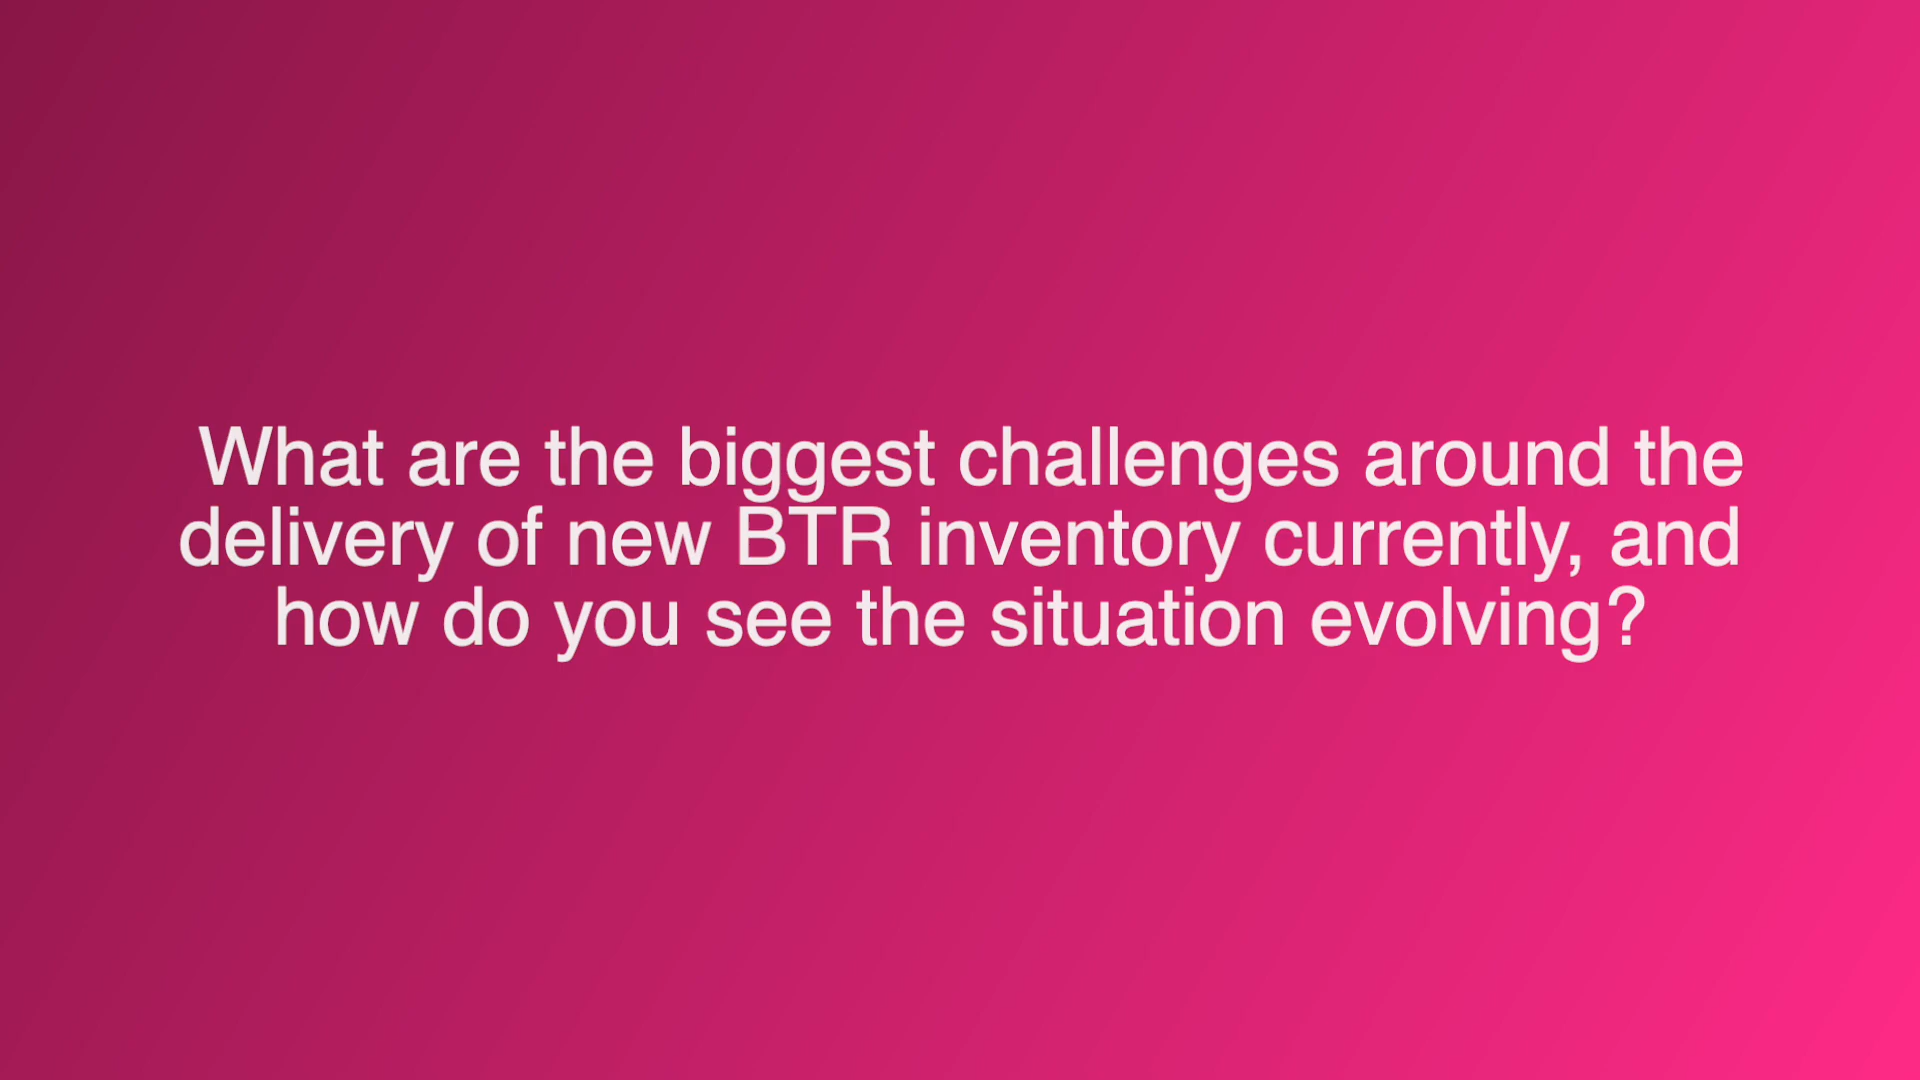 What are the biggest challenges around the
delivery of new BTR inventory currently, and
how do you see the situation evolving?